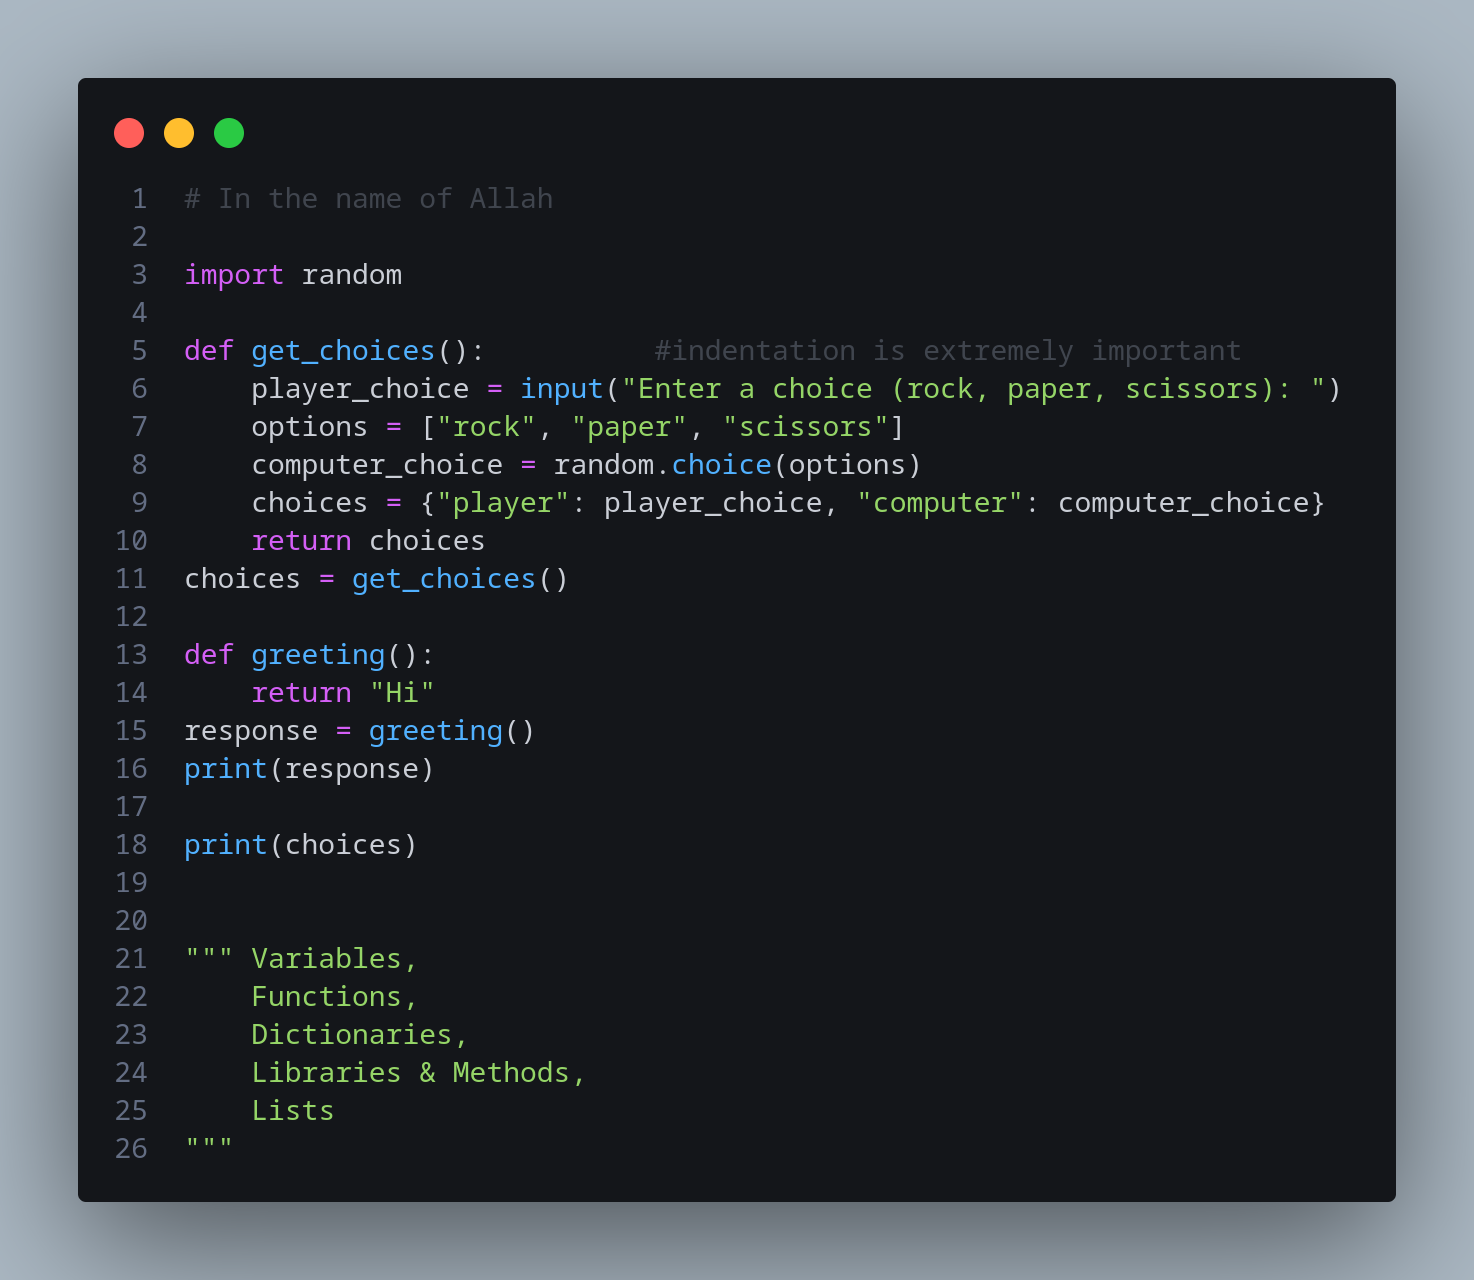 1 # In the name of Allah
2
3 import random
4
5 def get_choices():          #indentation is extremely important
6     player_choice = input("Enter a choice (rock, paper, scissors): ")
7     options = ["rock", "paper", "scissors"]
8     computer_choice = random.choice(options)
9     choices = {"player": player_choice, "computer": computer_choice}
10     return choices
11 choices = get_choices()
12
13 def greeting():
14     return "Hi"
15 response = greeting()
16 print(response)
17
18 print(choices)
19
20
21 """ Variables,
22     Functions,
23     Dictionaries,
24     Libraries & Methods,
25     Lists
26 """